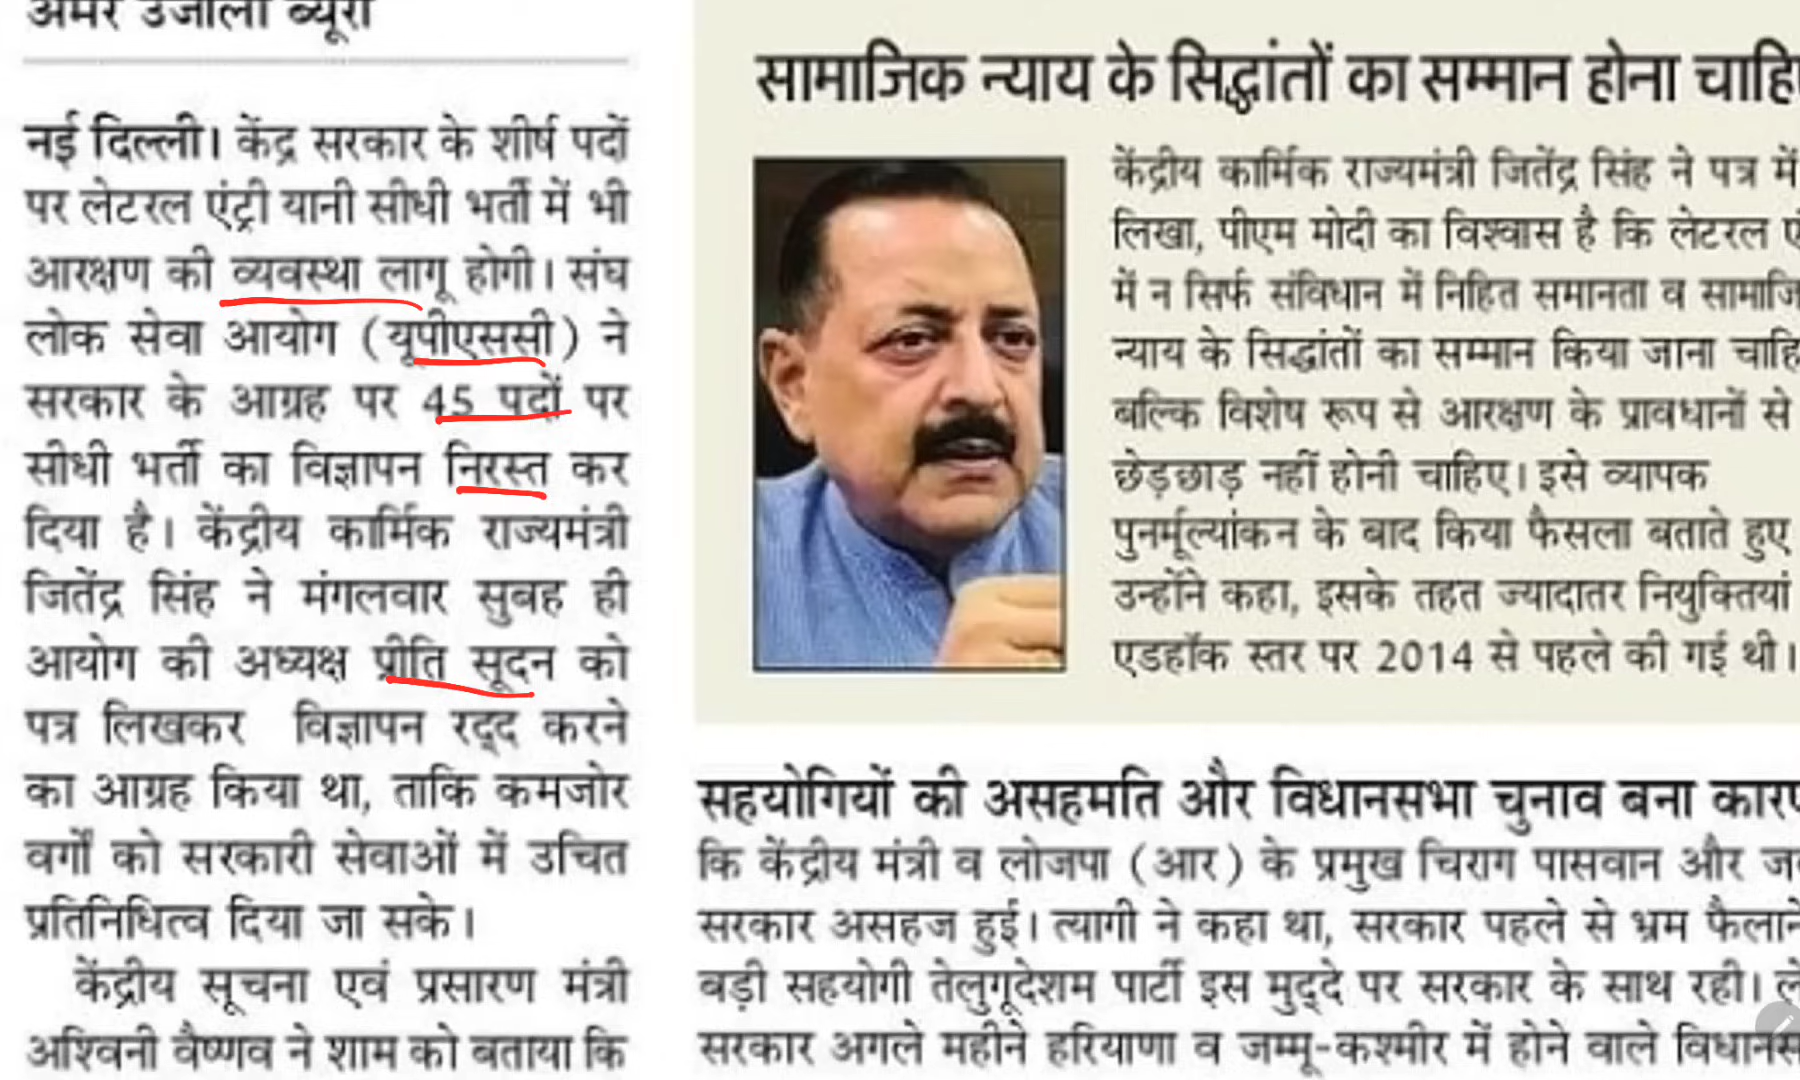 अमर उजाला ब्यूरो
नई दिल्ली। केंद्र सरकार के शीर्ष पदों
पर लेटरल एंट्री यानी सीधी भर्ती में भी
आरक्षण की व्यवस्था लागू होगी। संघ
लोक सेवा आयोग (यूपीएससी) ने
सरकार के आग्रह पर 45 पदों पर
सीधी भर्ती का विज्ञापन निरस्त कर
दिया है। केंद्रीय कार्मिक राज्यमंत्री
जितेंद्र सिंह ने मंगलवार सुबह ही
आयोग की अध्यक्ष प्रीति सूदन को
पत्र लिखकर विज्ञापन रद्द करने
का आग्रह किया था, ताकि कमजोर
वर्गों को सरकारी सेवाओं में उचित
प्रतिनिधित्व दिया जा सके।
केंद्रीय सूचना एवं प्रसारण मंत्री
अश्विनी वैष्णव ने शाम को बताया कि
सामाजिक न्याय के सिद्धांतों का सम्मान होना
केंद्रीय कार्मिक राज्यमंत्री जितेंद्र सिंह ने पत्र में
लिखा, पीएम मोदी का विश्वास है कि लेटरल
में न सिर्फ संविधान में निहित समानता व
न्याय के सिद्धांतों का सम्मान किया जाना
बल्कि विशेष रूप से आरक्षण के प्रावधानों से
छेड़छाड़ नहीं होनी चाहिए। इसे व्यापक
पुनर्मूल्यांकन के बाद किया फैसला बताते हुए
उन्होंने कहा, इसके तहत ज्यादातर नियुक्तियां
एडहॉक स्तर पर 2014 से पहले की गई थी।
सहयोगियों की असहमति और विधानसभा चुनाव बना
कि केंद्रीय मंत्री व लोजपा (आर) के प्रमुख चिराग पासवान और
सरकार असहज हुई। त्यागी ने कहा था, सरकार पहले से भ्रम फैलाने
बड़ी सहयोगी तेलुगूदेशम पार्टी इस मुद्दे पर सरकार के साथ रही।
सरकार अगले महीने हरियाणा व जम्मू-कश्मीर में होने वाले